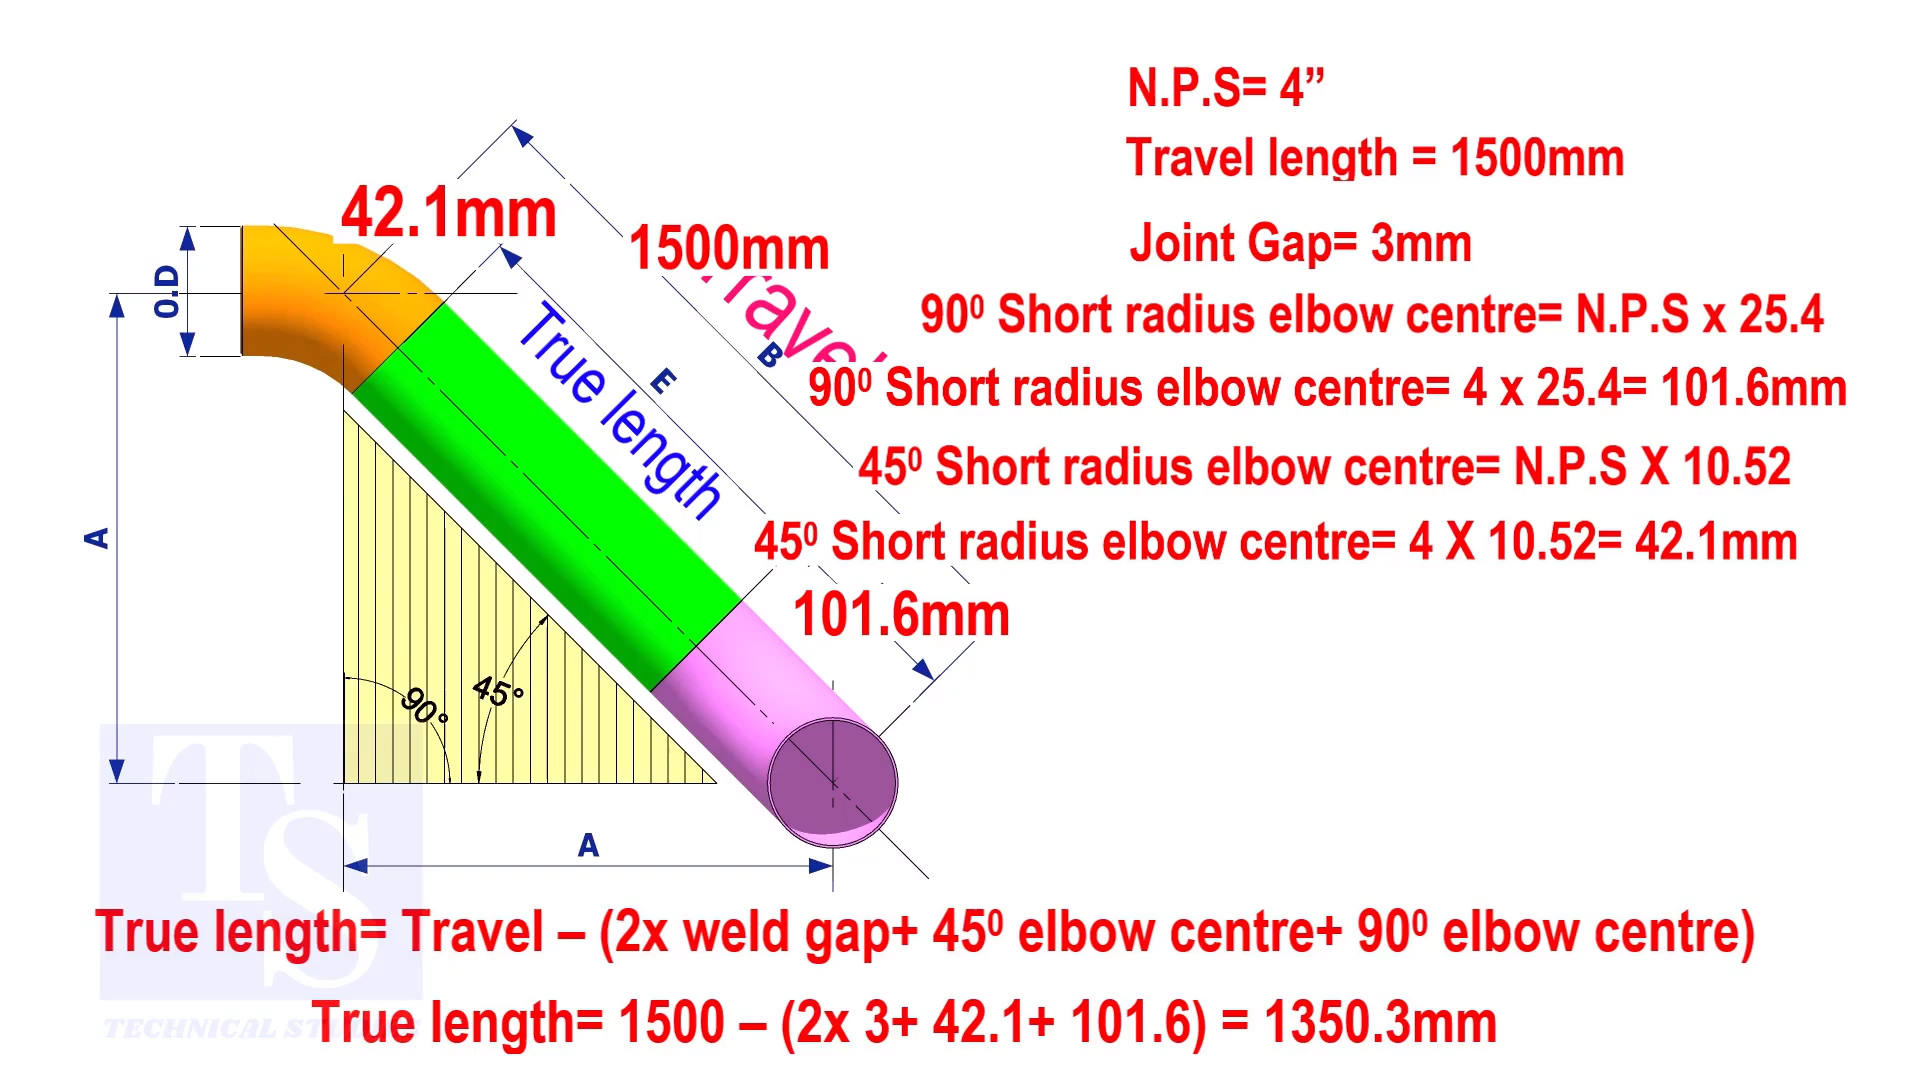 N.P.S= 4”
Travel length = 1500mm
Joint Gap= 3mm
90⁰ Short radius elbow centre= N.P.S x 25.4
90⁰ Short radius elbow centre= 4 x 25.4= 101.6mm
45⁰ Short radius elbow centre= N.P.S X 10.52
45⁰ Short radius elbow centre= 4 X 10.52= 42.1mm
42.1mm
1500mm
Travel
B
E
True length
101.6mm
O.D
A
90°
45°
A
TS
True length= Travel – (2x weld gap+ 45⁰ elbow centre+ 90⁰ elbow centre)
True length= 1500 – (2x 3+ 42.1+ 101.6) = 1350.3mm
TECHNICAL